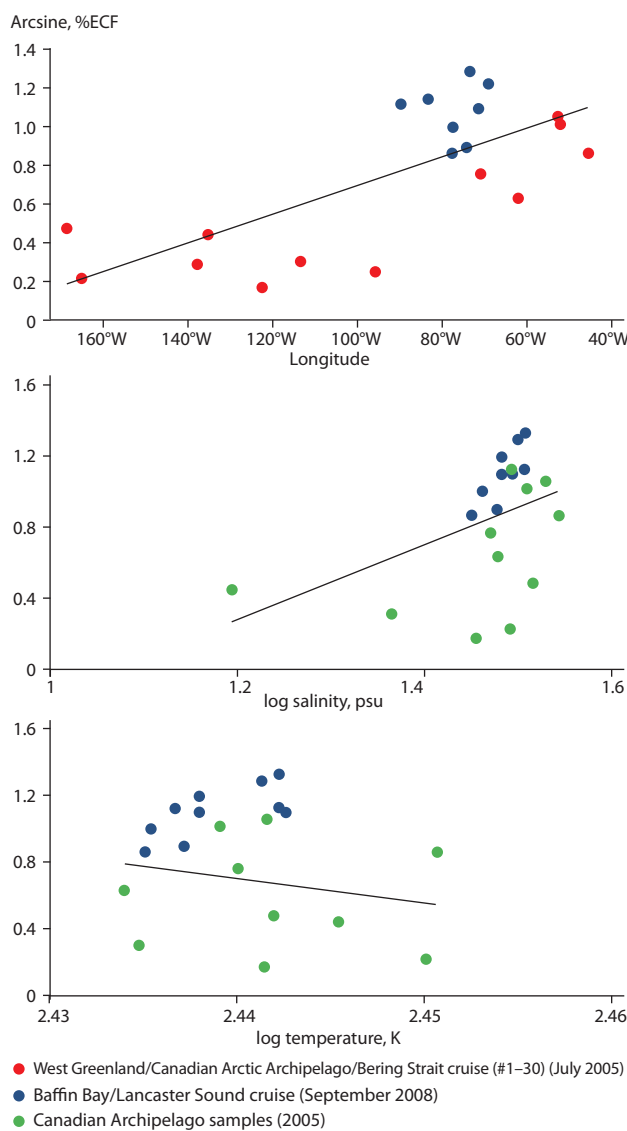 Arcsine, %ECF
1.4
1.2
1.0
0.8
0.6
0.4
0.2
0
160°W 140°W 120°W 100°W 80°W 60°W 40°W
Longitude
1.6
1.2
0.8
0.4
0
1 1.2 1.4 1.6
log salinity, psu
1.6
1.2
0.8
0.4
0
2.43 2.44 2.45 2.46
log temperature, K
West Greenland/Canadian Arctic Archipelago/Bering Strait cruise (#1–30) (July 2005)
Baffin Bay/Lancaster Sound cruise (September 2008)
Canadian Archipelago samples (2005)